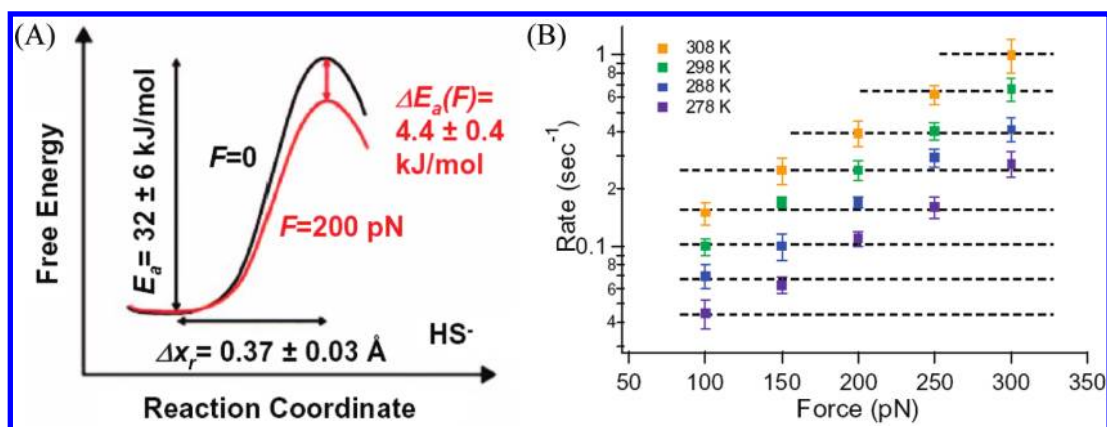 (A)
Free Energy
Eₐ= 32 ± 6 kJ/mol
F=0
F=200 pN
ΔEₐ(F)=
4.4 ± 0.4
kJ/mol
Δxᵣ= 0.37 ± 0.03 Å
HS⁻
Reaction Coordinate
(B)
308 K
298 K
288 K
278 K
Rate (sec⁻¹)
1
8
6
4
2
0.1
8
6
4
50
100
150
200
250
300
350
Force (pN)